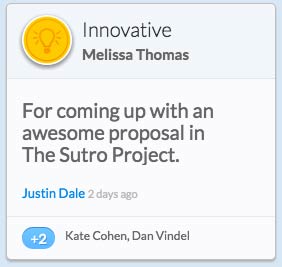 Innovative
Melissa Thomas
For coming up with an
awesome proposal in
The Sutro Project.
Justin Dale 2 days ago
+2 Kate Cohen, Dan Vindel